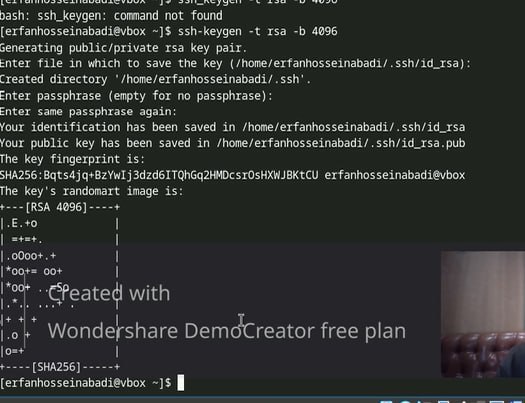 [erfanhosseinabadi@vbox ~]$ ssh_keygen -t rsa -b 4096
bash: ssh_keygen: command not found
[erfanhosseinabadi@vbox ~]$ ssh-keygen -t rsa -b 4096
Generating public/private rsa key pair.
Enter file in which to save the key (/home/erfanhosseinabadi/.ssh/id_rsa):
Created directory '/home/erfanhosseinabadi/.ssh'.
Enter passphrase (empty for no passphrase):
Enter same passphrase again:
Your identification has been saved in /home/erfanhosseinabadi/.ssh/id_rsa
Your public key has been saved in /home/erfanhosseinabadi/.ssh/id_rsa.pub
The key fingerprint is:
SHA256:Bqts4jq+BzYwIj3dzd6ITQhGq2HMDcsrOsHXWJBKtCU erfanhosseinabadi@vbox
The key's randomart image is:
+---[RSA 4096]----+
|.E.+o            |
| =+=+.           |
|.oOoo+.+         |
|*oo+= oo+        |
|*oo+ ..=So       |
|.*.. ...+ .      |
|+ + +            |
|.o +             |
|o=+              |
+----[SHA256]-----+
Created with
Wondershare DemoCreator free plan
[erfanhosseinabadi@vbox ~]$